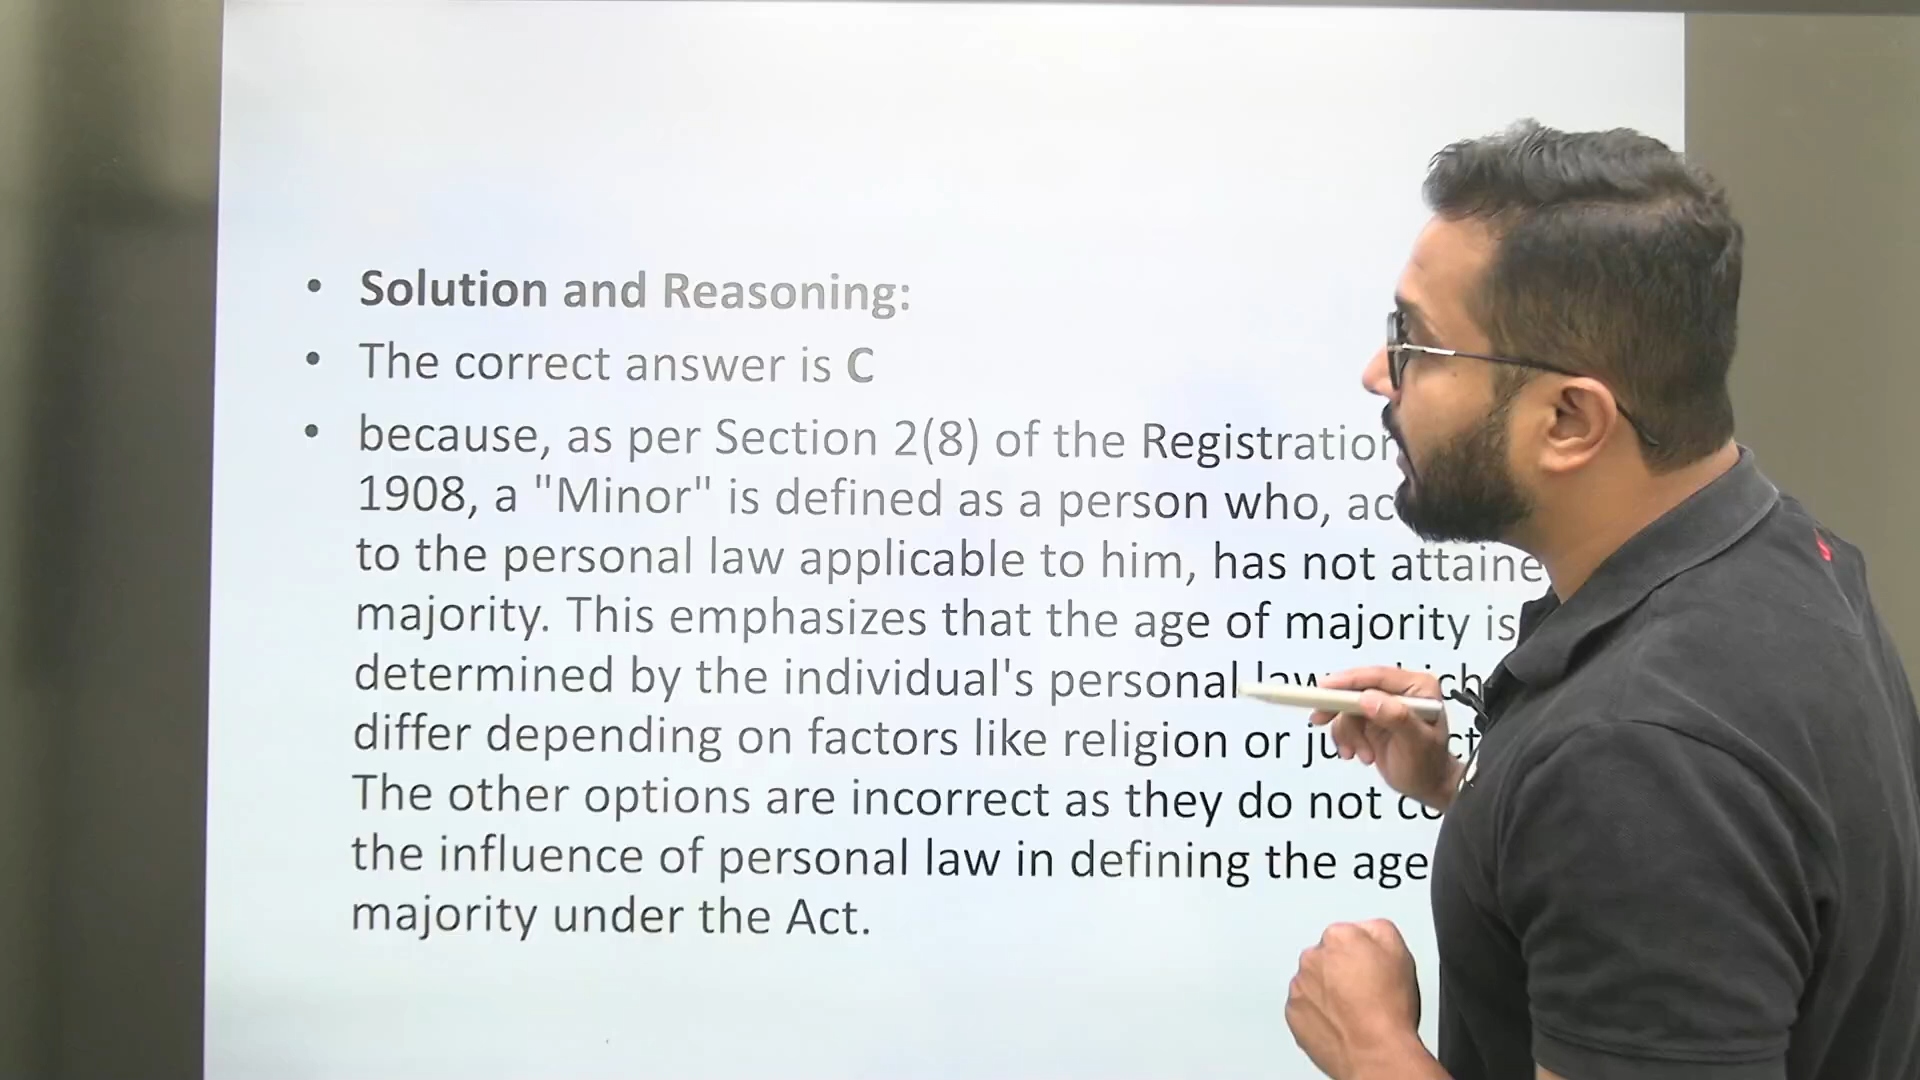 • Solution and Reasoning:
• The correct answer is C
• because, as per Section 2(8) of the Registration
1908, a "Minor" is defined as a person who,
to the personal law applicable to him, has not
majority. This emphasizes that the age of majority is
determined by the individual's personal law
differ depending on factors like religion or
The other options are incorrect as they do not
the influence of personal law in defining the age
majority under the Act.